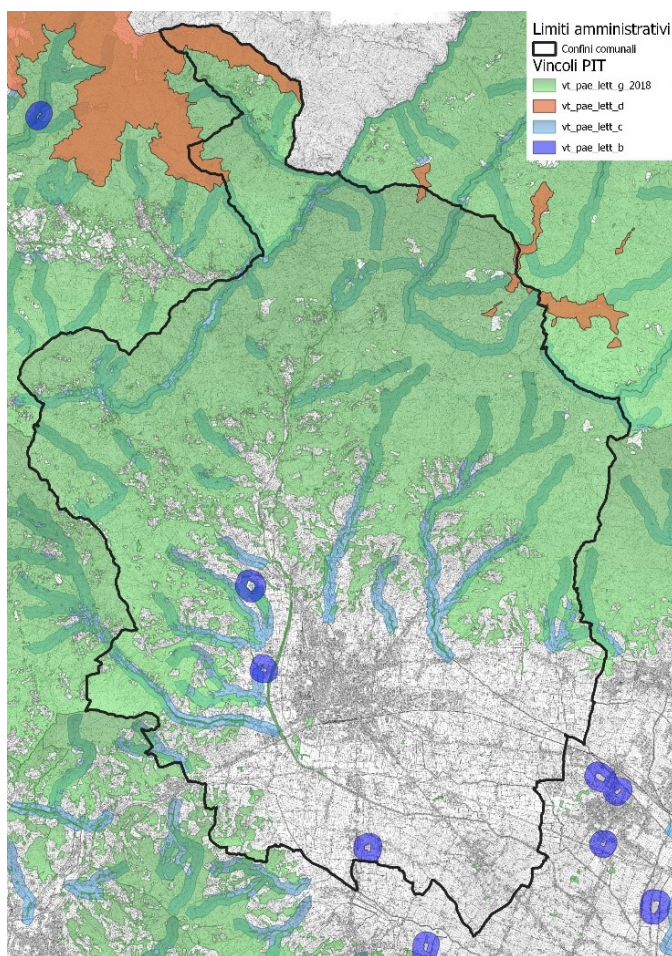 Limiti amministrativi
Confini comunali
Vincoli PIT
vt_pae_lett_g_2018
vt_pae_lett_d
vt_pae_lett_c
vt_pae_lett_b